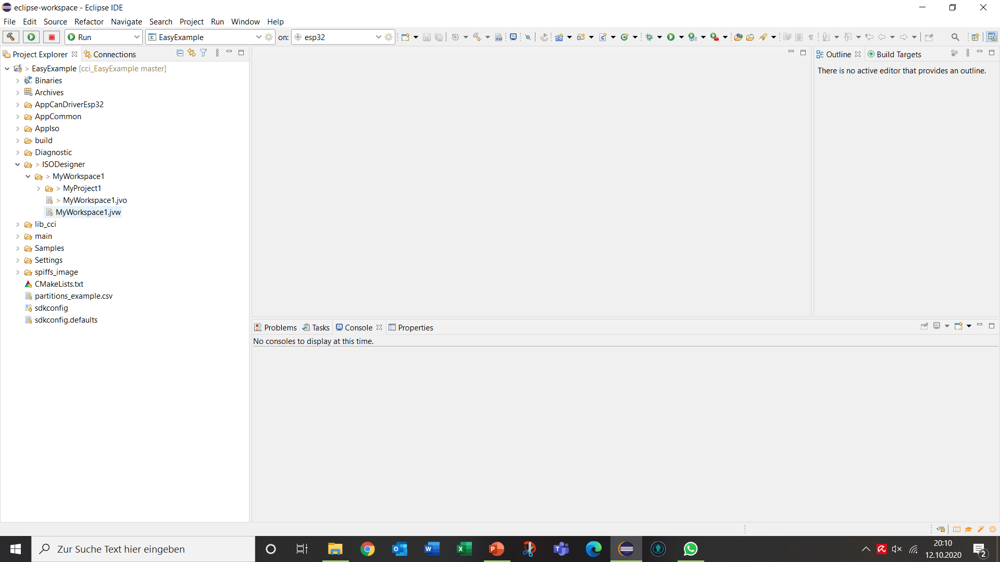 eclipse-workspace - Eclipse IDE
File Edit Source Refactor Navigate Search Project Run Window Help
Run EasyExample on: esp32
Project Explorer Connections
> EasyExample [cci_EasyExample master]
Binaries
Archives
AppCanDriverEsp32
AppCommon
AppIso
build
Diagnostic
> ISODesigner
> MyWorkspace1
> MyProject1
> MyWorkspace1.jvo
MyWorkspace1.jvw
lib_cci
main
Samples
Settings
spiffs_image
CMakeLists.txt
partitions_example.csv
sdkconfig
sdkconfig.defaults
Outline Build Targets
There is no active editor that provides an outline.
Problems Tasks Console Properties
No consoles to display at this time.
Zur Suche Text hier eingeben
20:10
12.10.2020
2